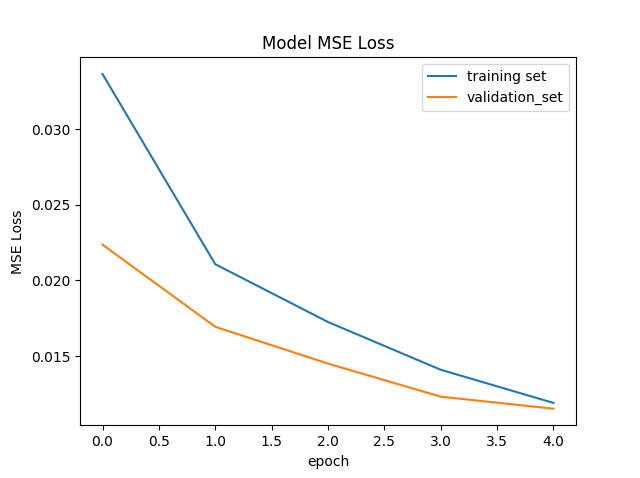 Model MSE Loss
training set
validation_set
0.030
0.025
0.020
0.015
MSE Loss
0.0 0.5 1.0 1.5 2.0 2.5 3.0 3.5 4.0
epoch